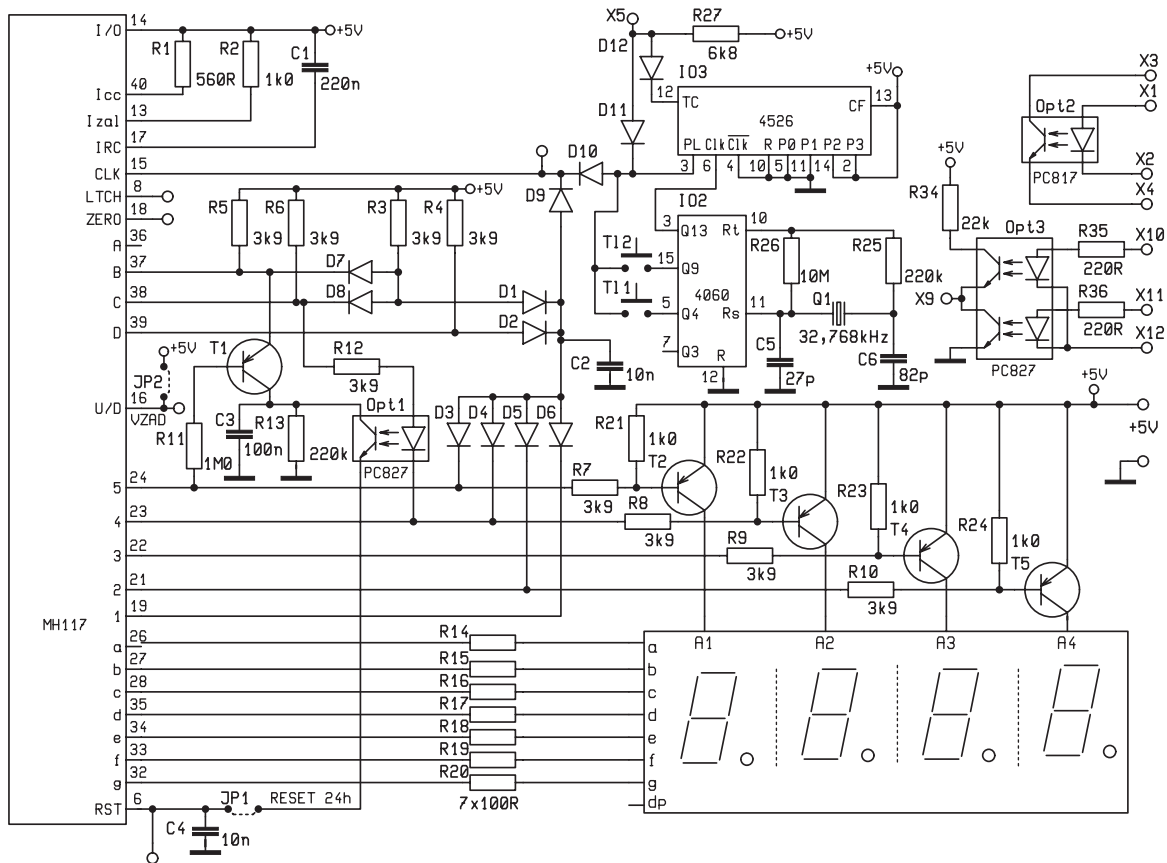 I/O 14
+5V
R1
560R
R2
1k0
C1
220n
Icc 40
Izal 13
IRC 17
CLK 15
LTCH 8
ZERO 18
A 36
B 37
C 38
D 39
U/D 16
VZAD
5 24
4 23
3 22
2 21
1 19
MH117
a 26
b 27
c 28
d 35
e 34
f 33
g 32
RST 6
R5
3k9
R6
3k9
R3
3k9
R4
3k9
+5V
D7
D8
D1
D2
D9
D10
C2
10n
+5V
JP2
T1
R11
1M0
C3
100n
R13
220k
R12
3k9
Opt1
PC827
D3
D4
D5
D6
X5
R27
6k8
+5V
D12
D11
IO3
12
TC
4526
CF
13
+5V
PL
Clk
Clk
R
P0
P1
P2
P3
3
6
4
10
5
11
14
2
IO2
3
Q13
15
Q9
5
Q4
7
Q3
4060
Rt
10
Rs
11
R
12
Tl2
Tl1
R26
10M
R25
220k
Q1
32,768kHz
C5
27p
C6
82p
X3
X1
Opt2
X2
X4
PC817
+5V
R34
22k
Opt3
R35
220R
X10
X9
R36
220R
X11
X12
PC827
R21
1k0
T2
R7
3k9
R22
1k0
T3
R8
3k9
R23
1k0
T4
R9
3k9
R24
1k0
T5
R10
3k9
+5V
+5V
R14
R15
R16
R17
R18
R19
R20
7x100R
a
b
c
d
e
f
g
dp
A1
A2
A3
A4
JP1
RESET 24h
C4
10n